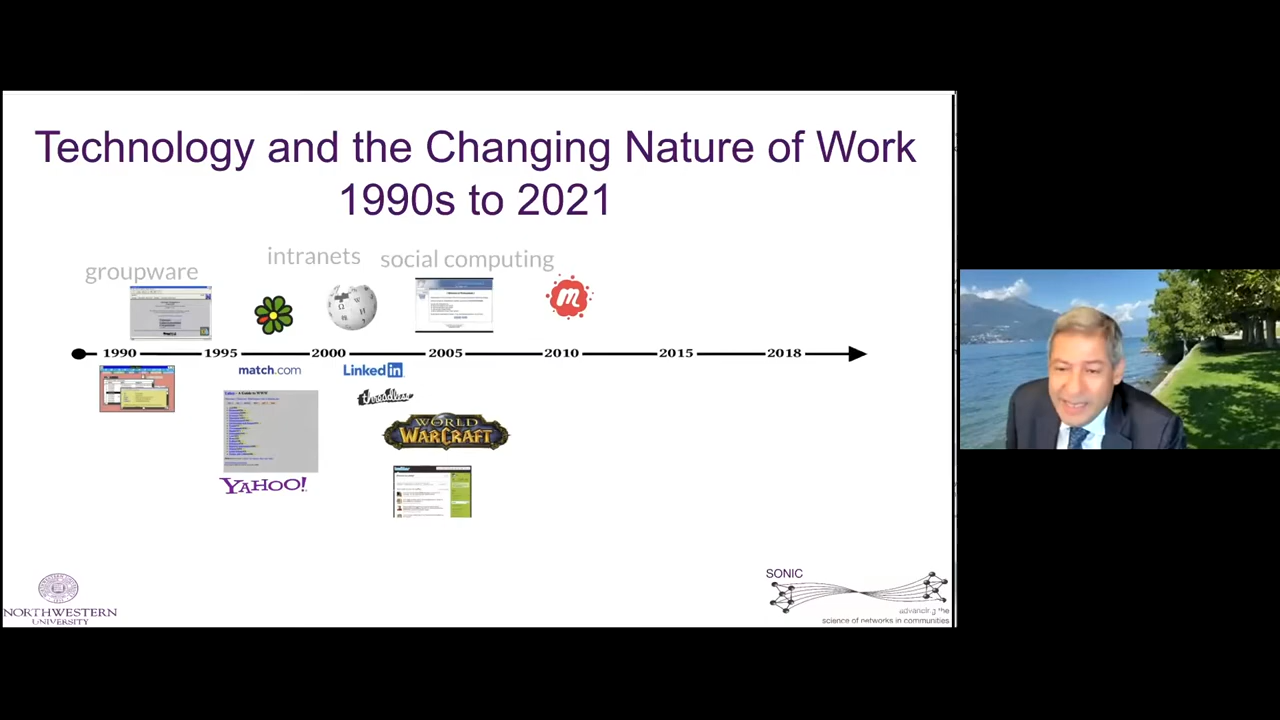 Technology and the Changing Nature of Work
1990s to 2021
groupware
intranets
social computing
m
1990
1995
2000
2005
2010
2015
2018
match.com
LinkedIn
threadless
WORLD
WARCRAFT
YAHOO!
twitter
SONIC
advancing the
science of networks in communities
NORTHWESTERN
UNIVERSITY